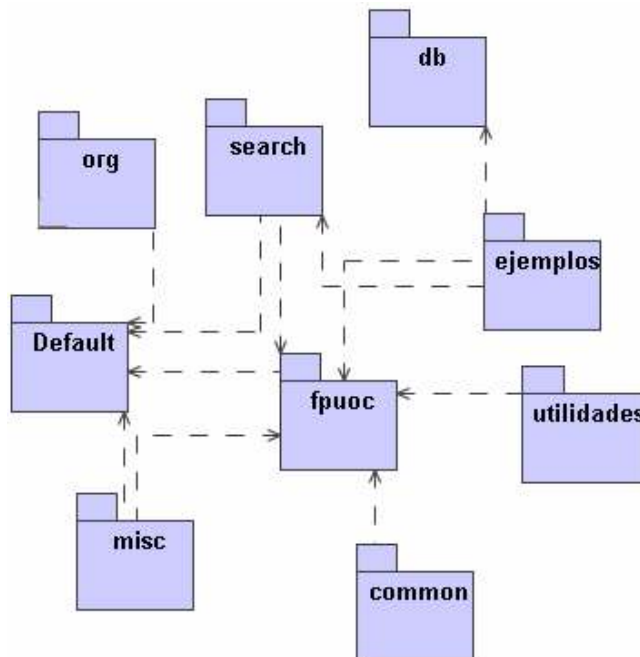 db
org
search
ejemplos
Default
fpuoc
utilidades
misc
common